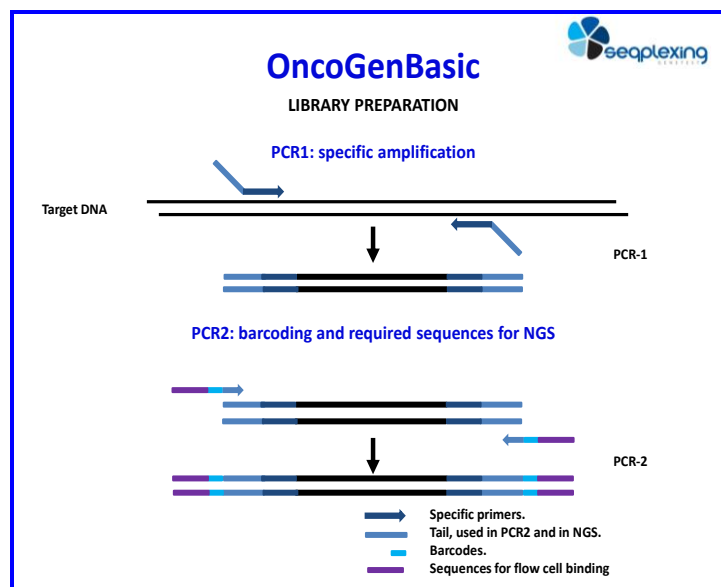 seqplexing
OncoGenBasic
LIBRARY PREPARATION
PCR1: specific amplification
Target DNA
PCR-1
PCR2: barcoding and required sequences for NGS
PCR-2
Specific primers.
Tail, used in PCR2 and in NGS.
Barcodes.
Sequences for flow cell binding